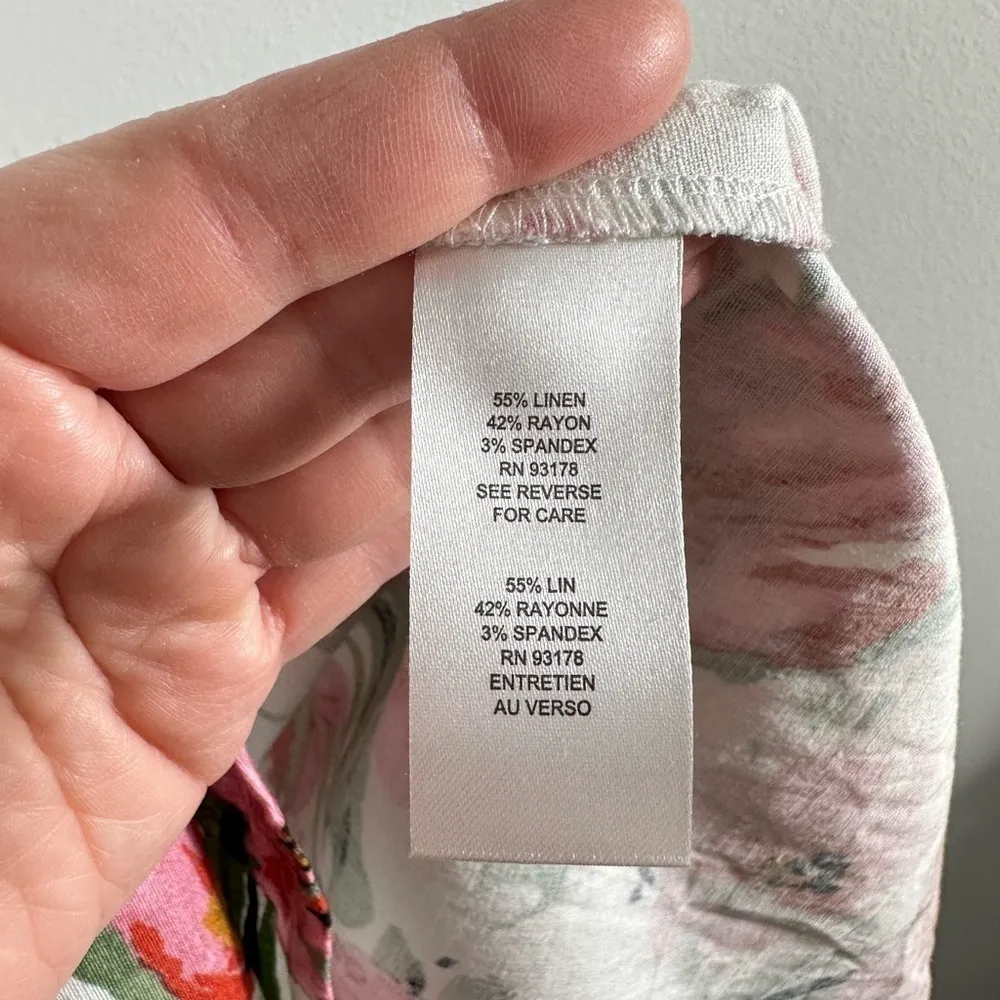 55% LINEN
42% RAYON
3% SPANDEX
RN 93178
SEE REVERSE
FOR CARE
55% LIN
42% RAYONNE
3% SPANDEX
RN 93178
ENTRETIEN
AU VERSO